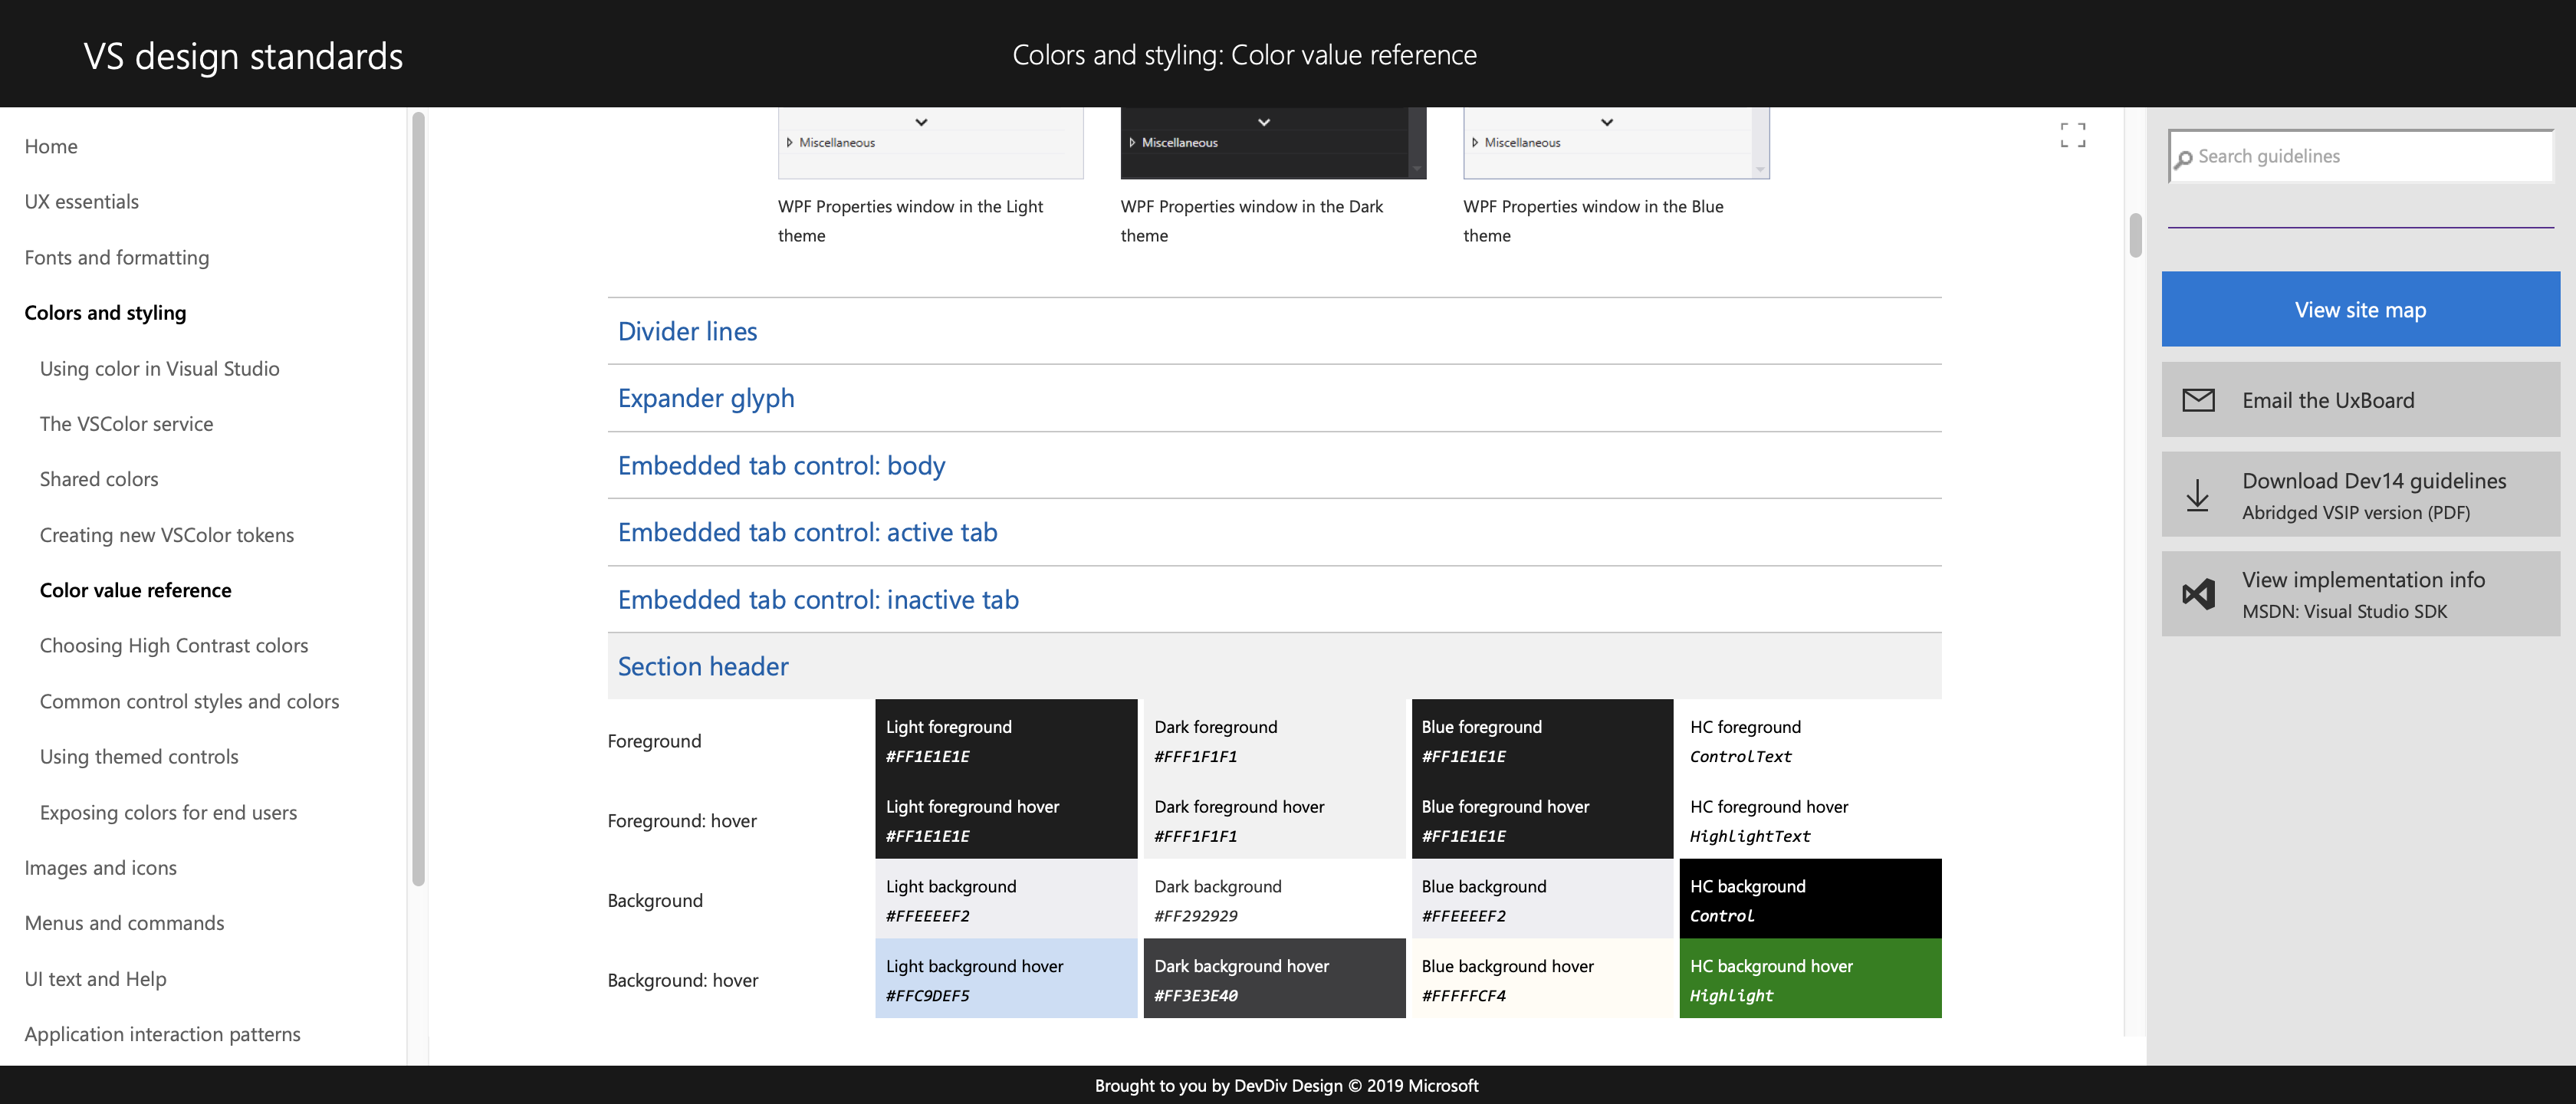 VS design standards
Colors and styling: Color value reference
Home
UX essentials
Fonts and formatting
Colors and styling
Using color in Visual Studio
The VSColor service
Shared colors
Creating new VSColor tokens
Color value reference
Choosing High Contrast colors
Common control styles and colors
Using themed controls
Exposing colors for end users
Images and icons
Menus and commands
UI text and Help
Application interaction patterns
Miscellaneous
Miscellaneous
Miscellaneous
WPF Properties window in the Light
theme
WPF Properties window in the Dark
theme
WPF Properties window in the Blue
theme
Divider lines
Expander glyph
Embedded tab control: body
Embedded tab control: active tab
Embedded tab control: inactive tab
Section header
Foreground
Light foreground
#FF1E1E1E
Dark foreground
#FFF1F1F1
Blue foreground
#FF1E1E1E
HC foreground
ControlText
Foreground: hover
Light foreground hover
#FF1E1E1E
Dark foreground hover
#FFF1F1F1
Blue foreground hover
#FF1E1E1E
HC foreground hover
HighlightText
Background
Light background
#FFEEEEF2
Dark background
#FF292929
Blue background
#FFEEEEF2
HC background
Control
Background: hover
Light background hover
#FFC9DEF5
Dark background hover
#FF3E3E40
Blue background hover
#FFFFFCF4
HC background hover
Highlight
Search guidelines
View site map
Email the UxBoard
Download Dev14 guidelines
Abridged VSIP version (PDF)
View implementation info
MSDN: Visual Studio SDK
Brought to you by DevDiv Design © 2019 Microsoft